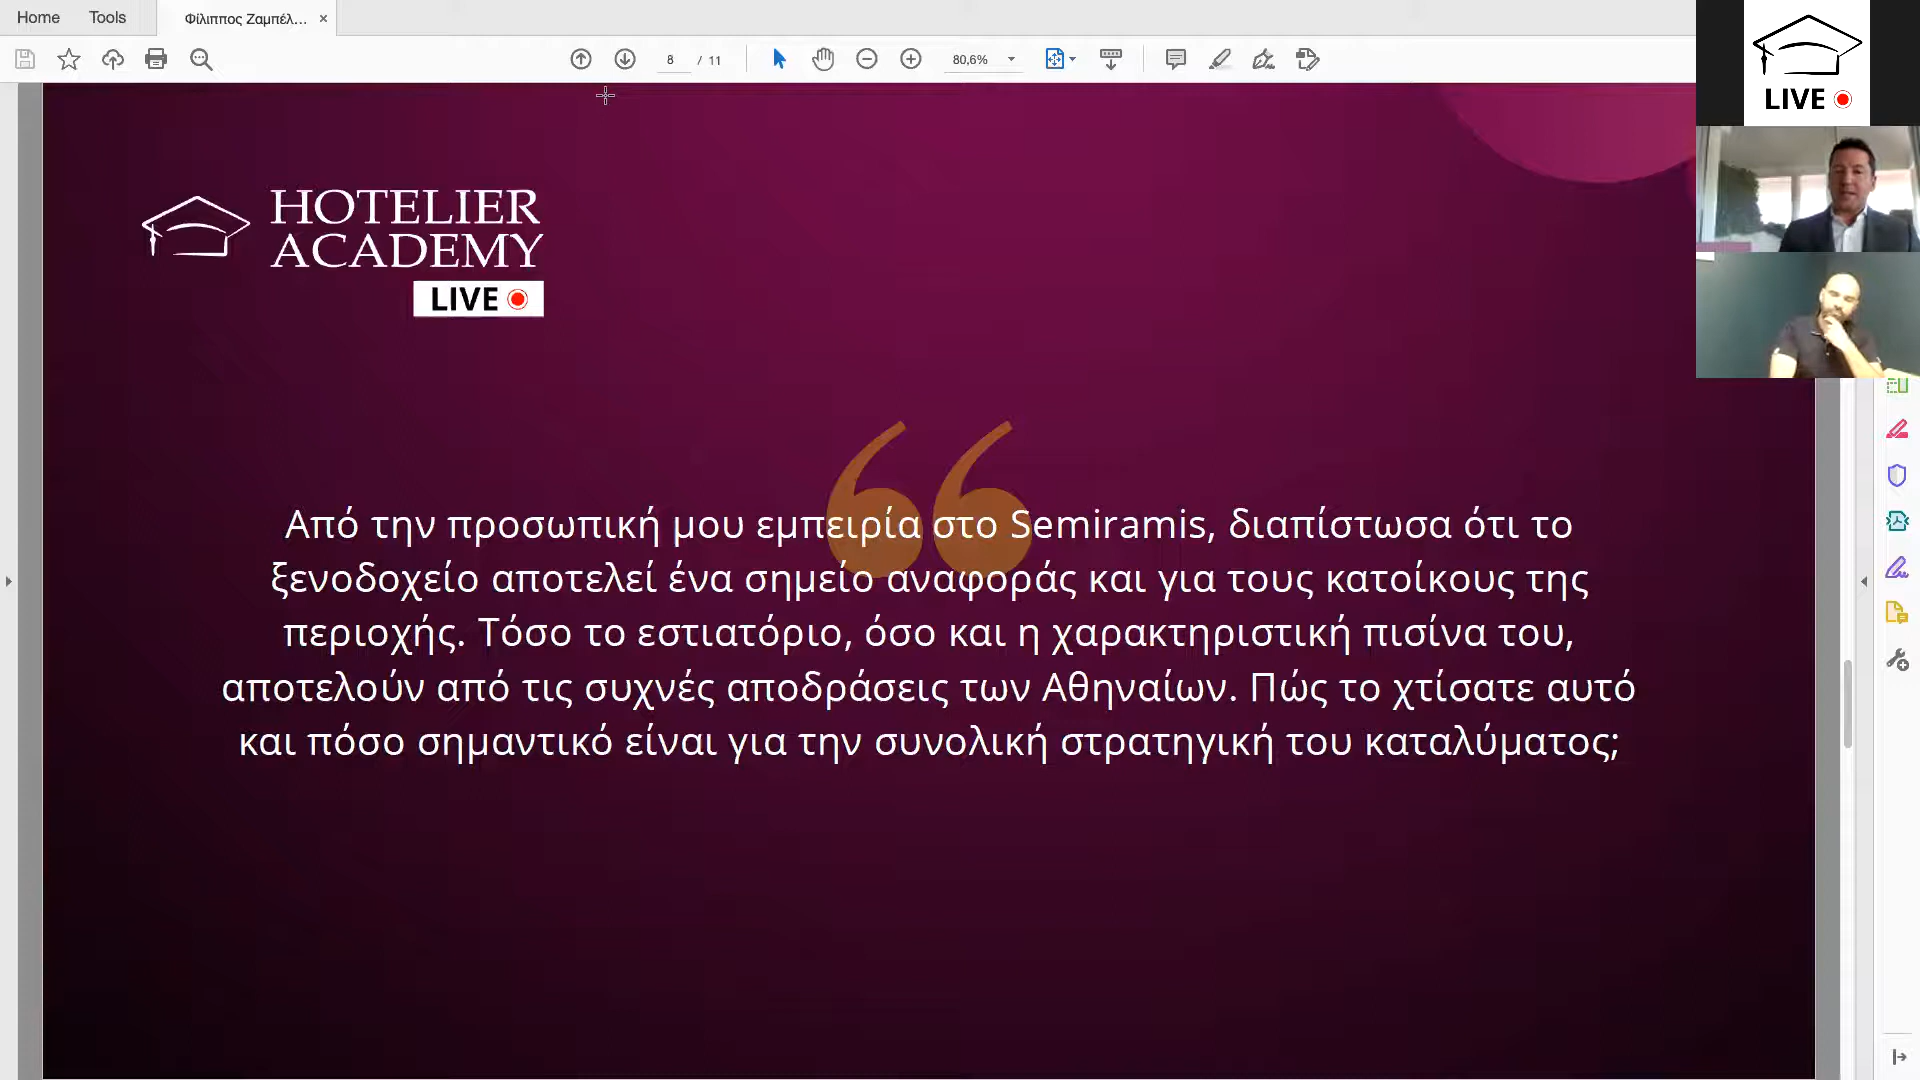 Home
Tools
Φίλιππος Ζαμπέλ...
8 / 11
80,6%
LIVE
HOTELIER
ACADEMY
LIVE
Από την προσωπική μου εμπειρία στο Semiramis, διαπίστωσα ότι το
ξενοδοχείο αποτελεί ένα σημείο αναφοράς και για τους κατοίκους της
περιοχής. Τόσο το εστιατόριο, όσο και η χαρακτηριστική πισίνα του,
αποτελούν από τις συχνές αποδράσεις των Αθηναίων. Πώς το χτίσατε αυτό
και πόσο σημαντικό είναι για την συνολική στρατηγική του καταλύματος;